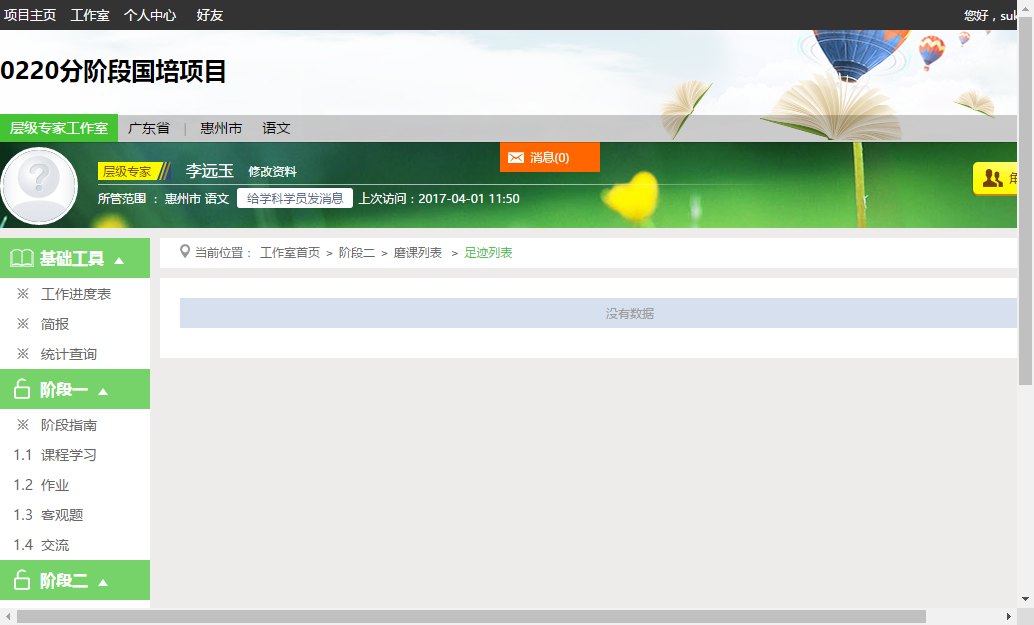 项目主页 工作室 个人中心 好友 您好，suk
0220分阶段国培项目
层级专家工作室 广东省 | 惠州市 语文
消息(0)
层级专家 李远玉 修改资料
所管范围 ： 惠州市 语文 给学科学员发消息 上次访问：2017-04-01 11:50
基础工具
当前位置： 工作室首页 > 阶段二 > 磨课列表 > 足迹列表
※ 工作进度表
没有数据
※ 简报
※ 统计查询
阶段一
※ 阶段指南
1.1 课程学习
1.2 作业
1.3 客观题
1.4 交流
阶段二